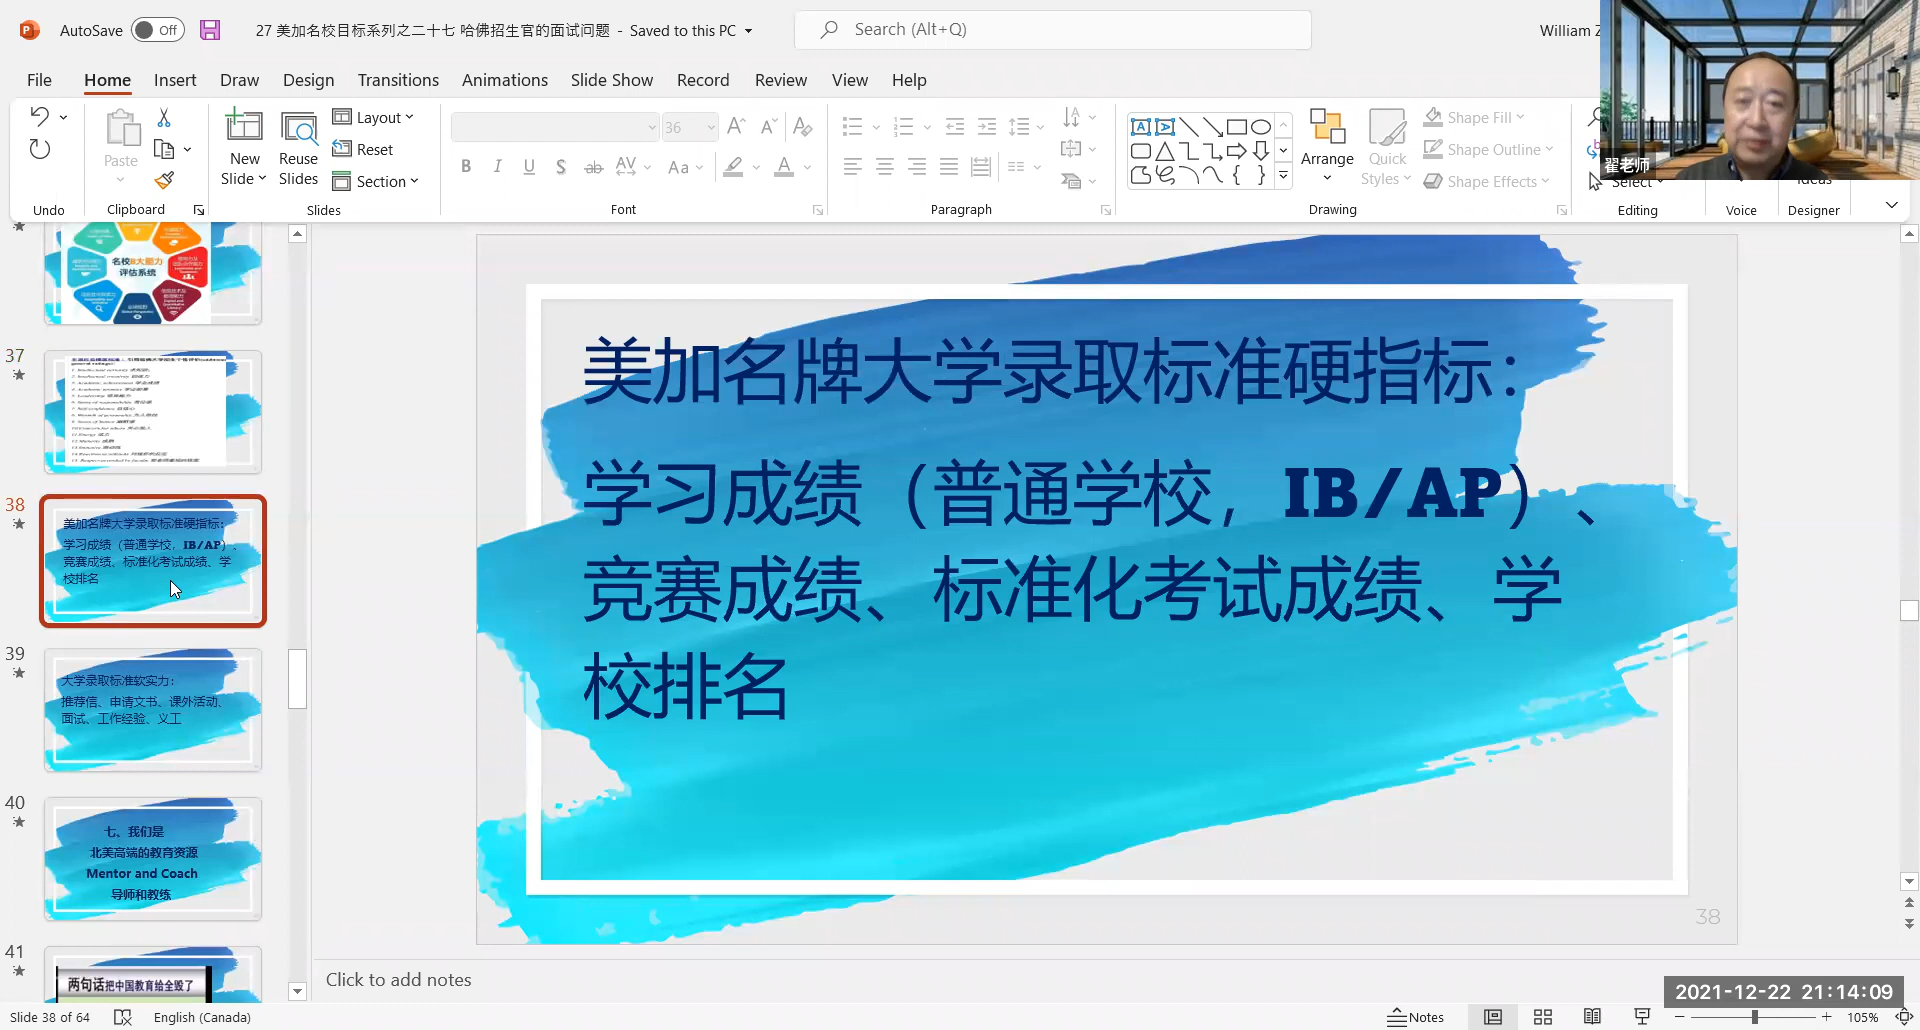 AutoSave
Off
27 美加名校目标系列之二十七 哈佛招生官的面试问题 - Saved to this PC
Search (Alt+Q)
William Z
File
Home
Insert
Draw
Design
Transitions
Animations
Slide Show
Record
Review
View
Help
Paste
New
Slide
Reuse
Slides
Layout
Reset
Section
36
Shape Fill
Shape Outline
Shape Effects
Arrange
Quick
Styles
Select
翟老师
Undo
Clipboard
Slides
Font
Paragraph
Drawing
Editing
Voice
Designer
名校8大能力
评估系统
37
38
美加名牌大学录取标准硬指标：
学习成绩（普通学校，IB/AP）、
竞赛成绩、标准化考试成绩、学
校排名
39
大学录取标准软实力：
推荐信、申请文书、课外活动、
面试、工作经验、义工
40
七、我们是
北美高端的教育资源
Mentor and Coach
导师和教练
41
两句话把中国教育给全毁了
美加名牌大学录取标准硬指标：
学习成绩（普通学校，IB/AP）、
竞赛成绩、标准化考试成绩、学
校排名
38
Click to add notes
2021-12-22 21:14:09
Slide 38 of 64
English (Canada)
Notes
105%